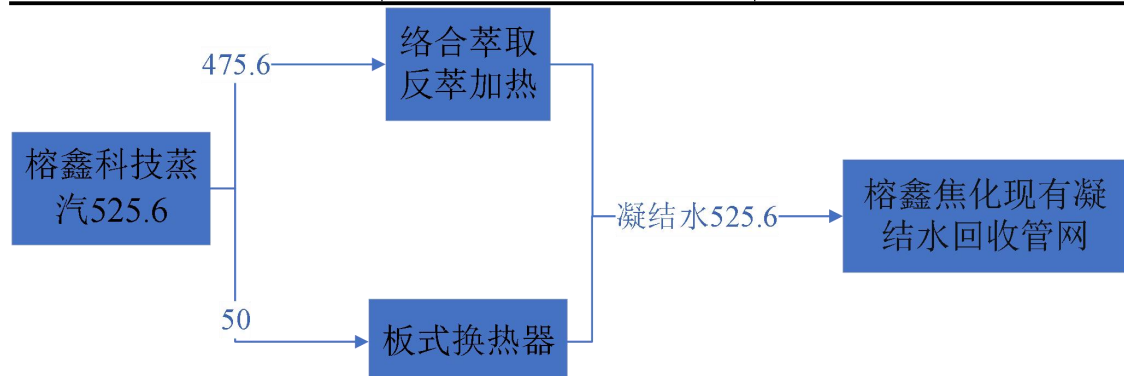 475.6
络合萃取
反萃加热
榕鑫科技蒸
汽525.6
凝结水525.6
榕鑫焦化现有凝
结水回收管网
50
板式换热器